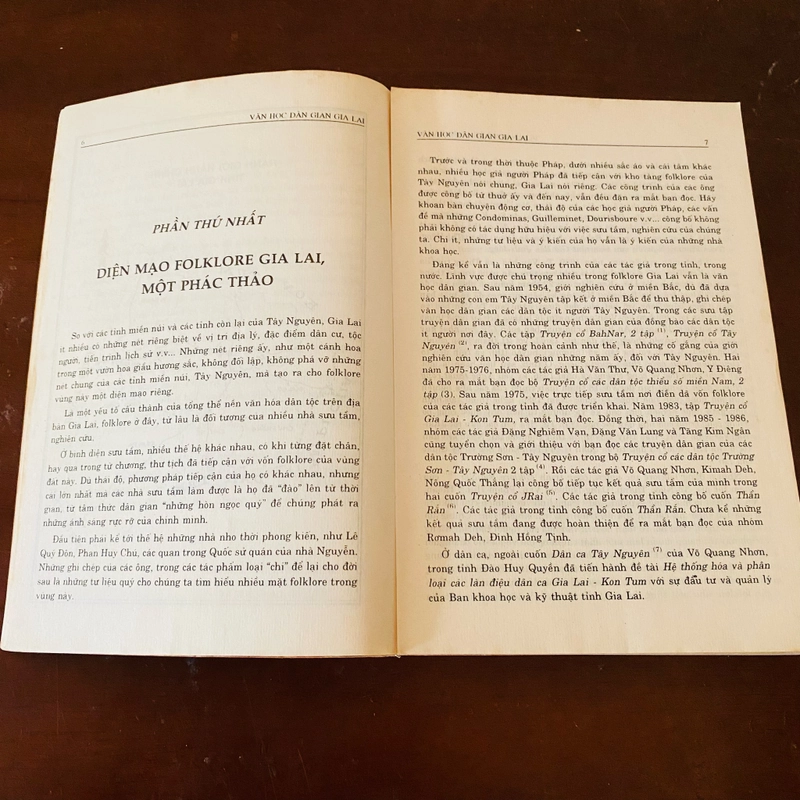 VĂN HỌC DÂN GIAN GIA LAI
6
PHẦN THỨ NHẤT
DIỆN MẠO FOLKLORE GIA LAI,
MỘT PHÁC THẢO
So với các tỉnh miền núi và các tỉnh còn lại của Tây Nguyên, Gia Lai
ít nhiều có những nét riêng biệt về vị trí địa lý, đặc điểm dân cư, tộc
người, tiến trình lịch sử v.v... Những nét riêng ấy, như một cánh hoa
trong một vườn hoa giấu hương sắc, không đối lập, không phá vỡ những
nét chung của các tỉnh miền núi, Tây Nguyên, mà tạo ra cho folklore
vùng này một diện mạo riêng.
Là một yếu tố cấu thành của tổng thể nền văn hóa dân tộc trên địa
bàn Gia Lai, folklore ở đây, từ lâu là đối tượng của nhiều nhà sưu tầm,
nghiên cứu.
Ở bình diện sưu tầm, nhiều thế hệ khác nhau, có khi từng đặt chân,
hay qua trong từ chương, thư tịch đã tiếp cận với vốn folklore của vùng
đất này. Dù thái độ, phương pháp tiếp cận của họ có khác nhau, nhưng
cái lớn nhất mà các nhà sưu tầm làm được là họ đã "đào" lên từ thời
gian, từ tâm thức dân gian "những hòn ngọc quý" để chúng phát ra
những ánh sáng rực rỡ của chính mình.
Đầu tiên phải kể tới thế hệ những nhà nho thời phong kiến, như Lê
Quý Đôn, Phan Huy Chú, các quan trong Quốc sử quán của nhà Nguyễn.
Những ghi chép của các ông, trong các tác phẩm loại "chí" để lại cho đời
sau là những tư liệu quý cho chúng ta tìm hiểu nhiều mặt folklore trong
vùng này.
VĂN HỌC DÂN GIAN GIA LAI
7
Trước và trong thời thuộc Pháp, dưới nhiều sắc áo và cái tâm khác
nhau, nhiều học giả người Pháp đã tiếp cận với kho tàng folklore của
Tây Nguyên nói chung, Gia Lai nói riêng. Các công trình của các ông
được công bố từ thuở ấy và đến nay, vẫn đều đặn ra mắt bạn đọc. Hãy
khoan bàn chuyện động cơ, thái độ của các học giả người Pháp, các vấn
đề mà những Condominas, Guilleminet, Dourisboure v.v... công bố không
phải không có tác dụng hữu hiệu với việc sưu tầm, nghiên cứu của chúng
ta. Chí ít, những tư liệu và ý kiến của họ vẫn là ý kiến của những nhà
khoa học.
Đáng kể vẫn là những công trình của các tác giả trong tỉnh, trong
nước. Lĩnh vực được chú trọng nhiều trong folklore Gia Lai vẫn là văn
học dân gian. Sau năm 1954, giới nghiên cứu ở miền Bắc, dù đã dựa
vào những con em Tây Nguyên tập kết ở miền Bắc để thu thập, ghi chép
văn học dân gian các dân tộc ít người Tây Nguyên. Trong các sưu tập
truyện dân gian đã có những truyện dân gian của đồng bào các dân tộc
ít người nơi đây. Các tập Truyện cổ BahNar, 2 tập (1), Truyện cổ Tây
Nguyên (2), ra đời trong hoàn cảnh như thế, là những cố gắng của giới
nghiên cứu văn học dân gian những năm ấy, đối với Tây Nguyên. Hai
năm 1975-1976, nhóm các tác giả Hà Văn Thư, Võ Quang Nhơn, Y Điêng
đã cho ra mắt bạn đọc bộ Truyện cổ các dân tộc thiểu số miền Nam, 2
tập (3). Sau năm 1975, việc trực tiếp sưu tầm nơi điền dã vốn folklore
của các tác giả trong tỉnh đã được triển khai. Năm 1983, tập Truyện cổ
Gia Lai - Kon Tum, ra mắt bạn đọc. Đồng thời, hai năm 1985 - 1986,
nhóm các tác giả Đặng Nghiêm Vạn, Đặng Văn Lung và Tăng Kim Ngân
cũng tuyển chọn và giới thiệu với bạn đọc các truyện dân gian của các
dân tộc Trường Sơn - Tây Nguyên trong bộ Truyện cổ các dân tộc Trường
Sơn - Tây Nguyên 2 tập (4). Rồi các tác giả Võ Quang Nhơn, Kimah Deh,
Nông Quốc Thắng lại công bố tiếp tục kết quả sưu tầm của mình trong
hai cuốn Truyện cổ JRai (5). Các tác giả trong tỉnh công bố cuốn Thần
Rắn (6). Các tác giả trong tỉnh công bố cuốn Thần Rắn. Chưa kể những
kết quả sưu tầm đang được hoàn thiện để ra mắt bạn đọc của nhóm
Rơmah Deh, Đinh Hồng Tịnh.
Ở dân ca, ngoài cuốn Dân ca Tây Nguyên (7) của Võ Quang Nhơn,
trong tỉnh Đào Huy Quyền đã tiến hành đề tài Hệ thống hóa và phân
loại các làn điệu dân ca Gia Lai - Kon Tum với sự đầu tư và quản lý
của Ban khoa học và kỹ thuật tỉnh Gia Lai.